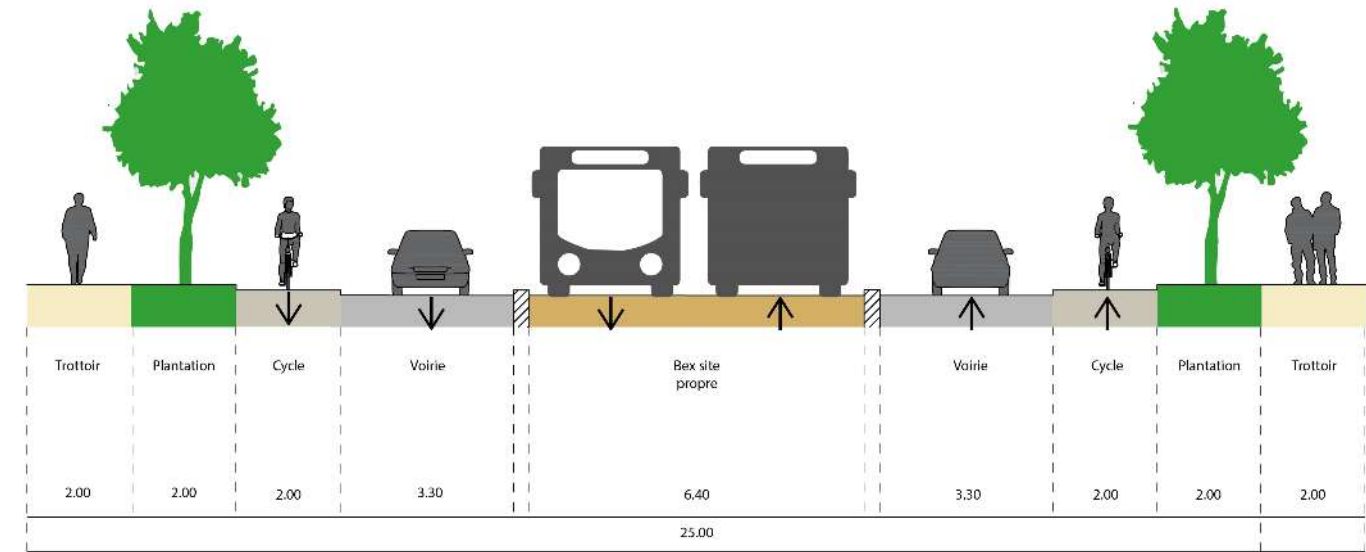 Trottoir
Plantation
Cycle
Voirie
Bex site
propre
Voirie
Cycle
Plantation
Trottoir
2.00
2.00
2.00
3.30
6.40
3.30
2.00
2.00
2.00
25.00